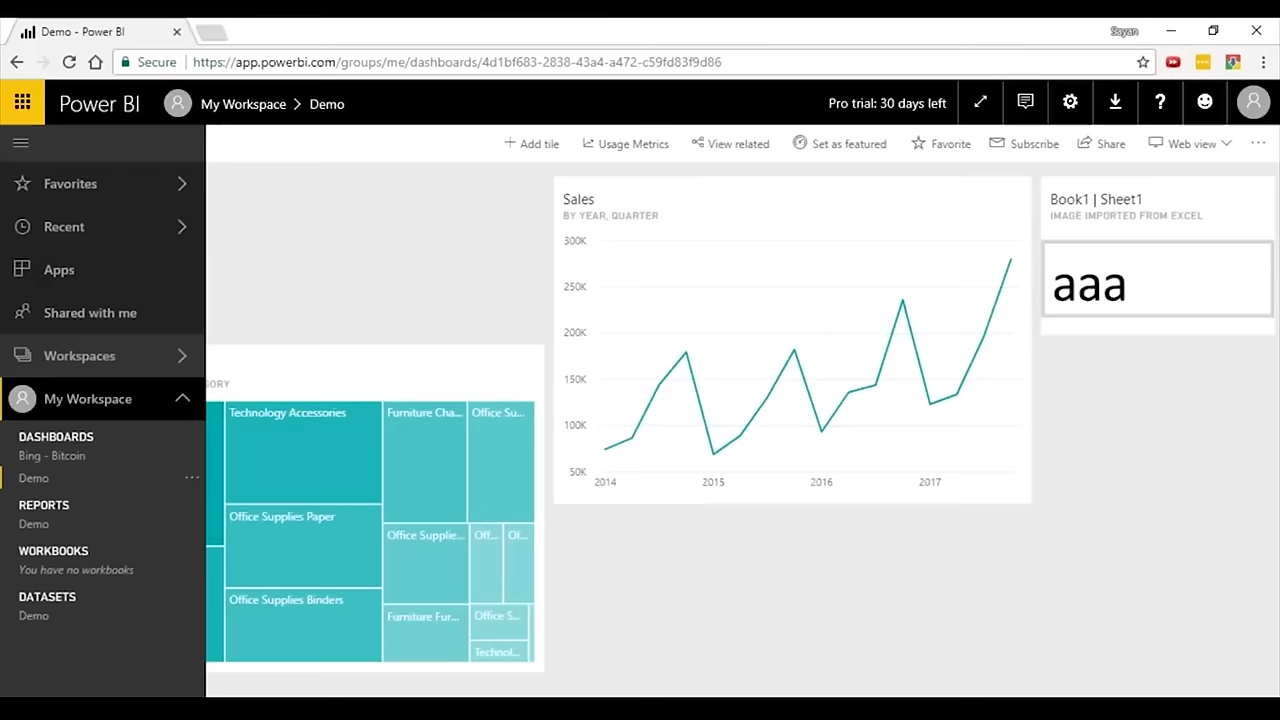 Demo - Power BI
Sayan
Secure https://app.powerbi.com/groups/me/dashboards/4d1bf683-2838-43a4-a472-c59fd83f9d86
Power BI My Workspace > Demo Pro trial: 30 days left
Add tile Usage Metrics View related Set as featured Favorite Subscribe Share Web view
Favorites
Recent
Apps
Shared with me
Workspaces
My Workspace
DASHBOARDS
Bing - Bitcoin
Demo
REPORTS
Demo
WORKBOOKS
You have no workbooks
DATASETS
Demo
GORY
Technology Accessories
Furniture Cha...
Office Su...
Office Supplies Paper
Office Supplie...
Off...
Of...
Office Supplies Binders
Furniture Fur...
Office S...
Technol...
Sales
BY YEAR, QUARTER
300K
250K
200K
150K
100K
50K
2014 2015 2016 2017
Book1 | Sheet1
IMAGE IMPORTED FROM EXCEL
aaa